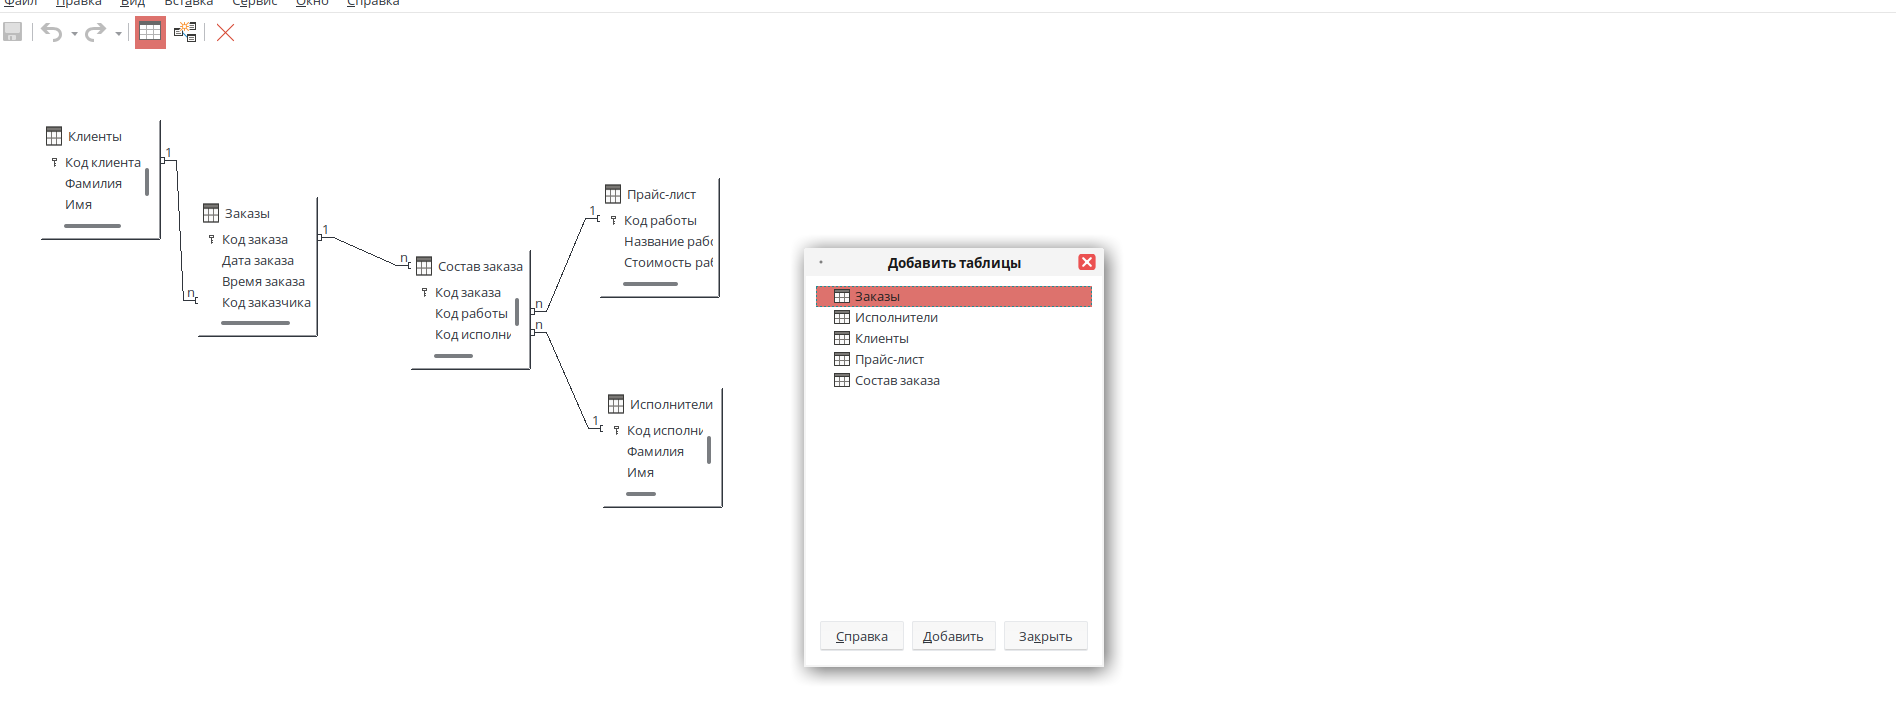 Файл Правка Вид Вставка Сервис Окно Справка
Клиенты
Код клиента
Фамилия
Имя
1
n
Заказы
Код заказа
Дата заказа
Время заказа
Код заказчика
1
n
Состав заказа
Код заказа
Код работы
Код исполни
n
n
1
Прайс-лист
Код работы
Название рабо
Стоимость раб
1
Исполнители
Код исполни
Фамилия
Имя
Добавить таблицы
Заказы
Исполнители
Клиенты
Прайс-лист
Состав заказа
Справка Добавить Закрыть